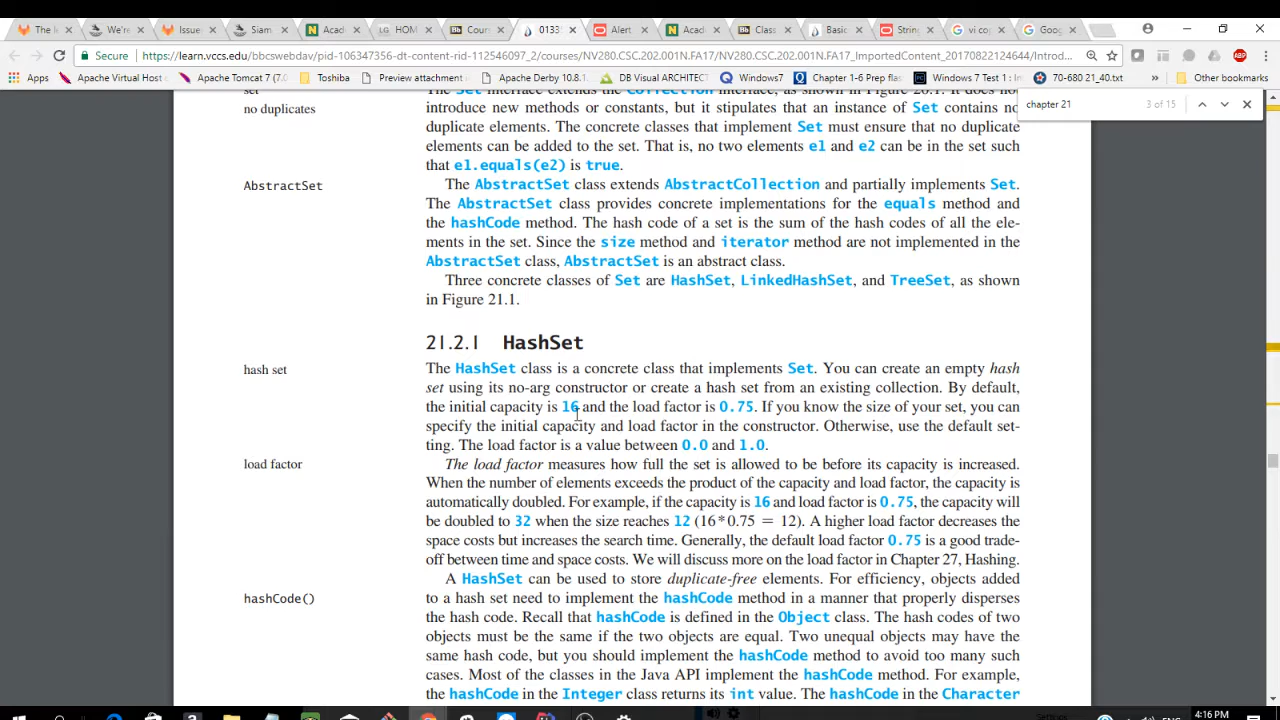 The I
We're
Issue
Siam
Acad
HOM
Cours
0133
Alert
Acad
Class
Basic
String
vi cop
Goog
Secure
https://learn.vccs.edu/bbcswebdav/pid-106347356-dt-content-rid-112546097_2/courses/NV280.CSC.202.001N.FA17/NV280.CSC.202.001N.FA17_ImportedContent_20170822124644/Introd...
Apps
Apache Virtual Host
Apache Tomcat 7 (7.0
Toshiba
Preview attachment
Apache Derby 10.8.1.
DB Visual ARCHITECT
Windows7
Chapter 1-6 Prep flas
Windows 7 Test 1 : In
70-680 21_40.txt
Other bookmarks
chapter 21
3 of 15
set
The Set interface extends the Collection interface, as shown in Figure 20.1. It does not
no duplicates
introduce new methods or constants, but it stipulates that an instance of Set contains no
duplicate elements. The concrete classes that implement Set must ensure that no duplicate
elements can be added to the set. That is, no two elements e1 and e2 can be in the set such
that e1.equals(e2) is true.
AbstractSet
The AbstractSet class extends AbstractCollection and partially implements Set.
The AbstractSet class provides concrete implementations for the equals method and
the hashCode method. The hash code of a set is the sum of the hash codes of all the ele-
ments in the set. Since the size method and iterator method are not implemented in the
AbstractSet class, AbstractSet is an abstract class.
Three concrete classes of Set are HashSet, LinkedHashSet, and TreeSet, as shown
in Figure 21.1.
21.2.1 HashSet
hash set
The HashSet class is a concrete class that implements Set. You can create an empty hash
set using its no-arg constructor or create a hash set from an existing collection. By default,
the initial capacity is 16 and the load factor is 0.75. If you know the size of your set, you can
specify the initial capacity and load factor in the constructor. Otherwise, use the default set-
ting. The load factor is a value between 0.0 and 1.0.
load factor
The load factor measures how full the set is allowed to be before its capacity is increased.
When the number of elements exceeds the product of the capacity and load factor, the capacity is
automatically doubled. For example, if the capacity is 16 and load factor is 0.75, the capacity will
be doubled to 32 when the size reaches 12 (16*0.75 = 12). A higher load factor decreases the
space costs but increases the search time. Generally, the default load factor 0.75 is a good trade-
off between time and space costs. We will discuss more on the load factor in Chapter 27, Hashing.
A HashSet can be used to store duplicate-free elements. For efficiency, objects added
hashCode()
to a hash set need to implement the hashCode method in a manner that properly disperses
the hash code. Recall that hashCode is defined in the Object class. The hash codes of two
objects must be the same if the two objects are equal. Two unequal objects may have the
same hash code, but you should implement the hashCode method to avoid too many such
cases. Most of the classes in the Java API implement the hashCode method. For example,
the hashCode in the Integer class returns its int value. The hashCode in the Character
4:16 PM